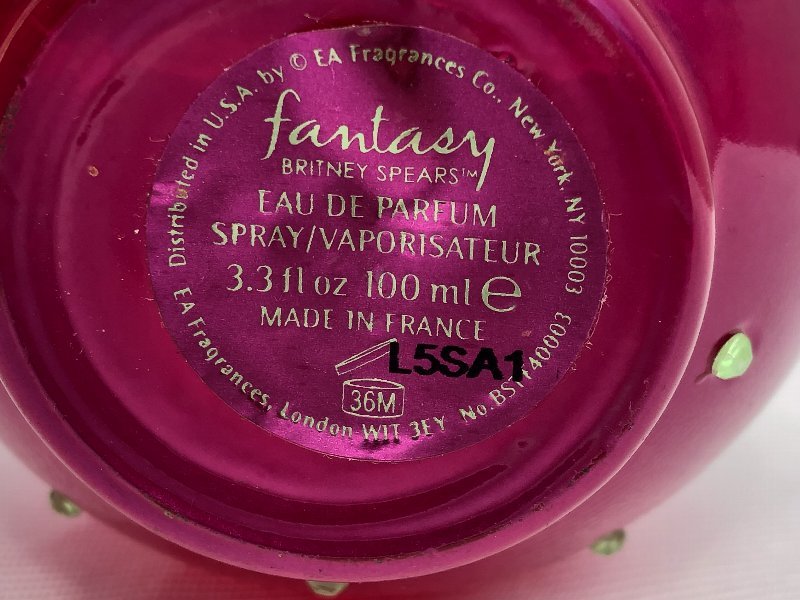 Distributed in U.S.A. by © EA Fragrances Co., New York, NY 10003
fantasy
BRITNEY SPEARS™
EAU DE PARFUM
SPRAY/VAPORISATEUR
3.3 fl oz 100 ml ℮
MADE IN FRANCE
L5SA1
36M
EA Fragrances, London W1T 3EY No.